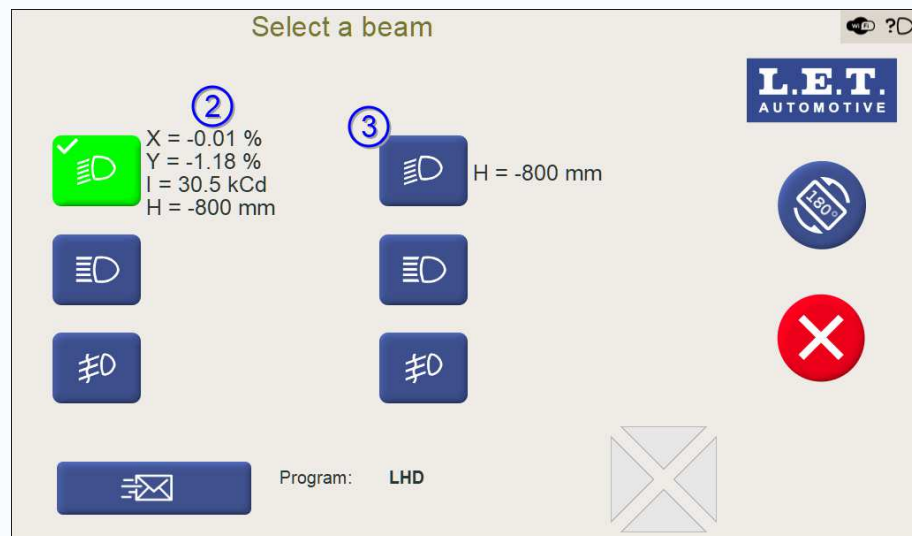 Select a beam
WiFi ?
L.E.T.
AUTOMOTIVE
2
X = -0.01 %
Y = -1.18 %
I = 30.5 kCd
H = -800 mm
3
H = -800 mm
180°
Program: LHD